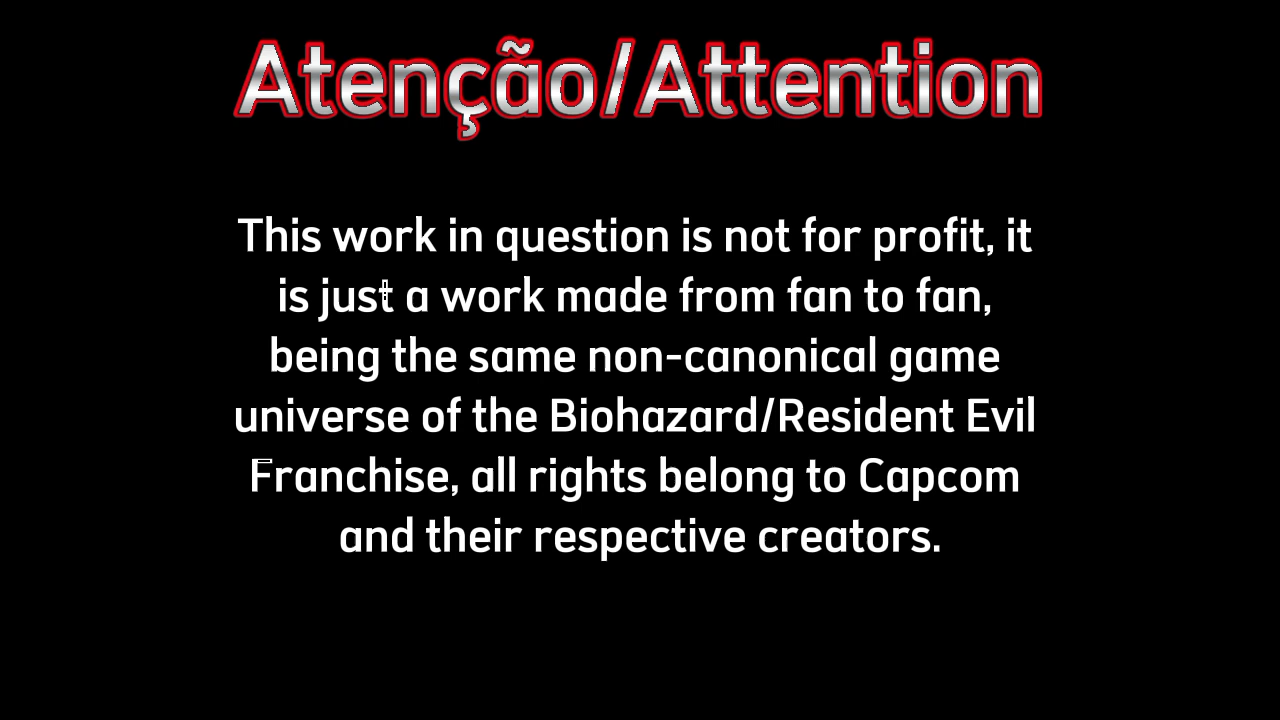 Atenção/Attention
This work in question is not for profit, it
is just a work made from fan to fan,
being the same non-canonical game
universe of the Biohazard/Resident Evil
Franchise, all rights belong to Capcom
and their respective creators.